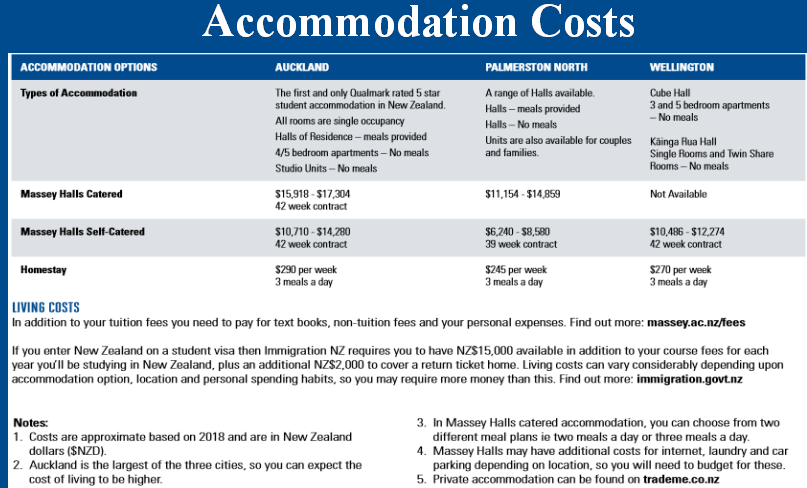 Accommodation Costs
ACCOMMODATION OPTIONS AUCKLAND PALMERSTON NORTH WELLINGTON
Types of Accommodation
The first and only Qualmark rated 5 star
student accommodation in New Zealand.
All rooms are single occupancy
Halls of Residence – meals provided
4/5 bedroom apartments – No meals
Studio Units – No meals
A range of Halls available.
Halls – meals provided
Halls – No meals
Units are also available for couples
and families.
Cube Hall
3 and 5 bedroom apartments
– No meals
Kāinga Rua Hall
Single Rooms and Twin Share
Rooms – No meals
Massey Halls Catered
$15,918 - $17,304
42 week contract
$11,154 - $14,859
Not Available
Massey Halls Self-Catered
$10,710 - $14,280
42 week contract
$6,240 - $8,580
39 week contract
$10,486 - $12,274
42 week contract
Homestay
$290 per week
3 meals a day
$245 per week
3 meals a day
$270 per week
3 meals a day
LIVING COSTS
In addition to your tuition fees you need to pay for text books, non-tuition fees and your personal expenses. Find out more: massey.ac.nz/fees
If you enter New Zealand on a student visa then Immigration NZ requires you to have NZ$15,000 available in addition to your course fees for each
year you'll be studying in New Zealand, plus an additional NZ$2,000 to cover a return ticket home. Living costs can vary considerably depending upon
accommodation option, location and personal spending habits, so you may require more money than this. Find out more: immigration.govt.nz
Notes:
1. Costs are approximate based on 2018 and are in New Zealand
dollars ($NZD).
2. Auckland is the largest of the three cities, so you can expect the
cost of living to be higher.
3. In Massey Halls catered accommodation, you can choose from two
different meal plans ie two meals a day or three meals a day.
4. Massey Halls may have additional costs for internet, laundry and car
parking depending on location, so you will need to budget for these.
5. Private accommodation can be found on trademe.co.nz